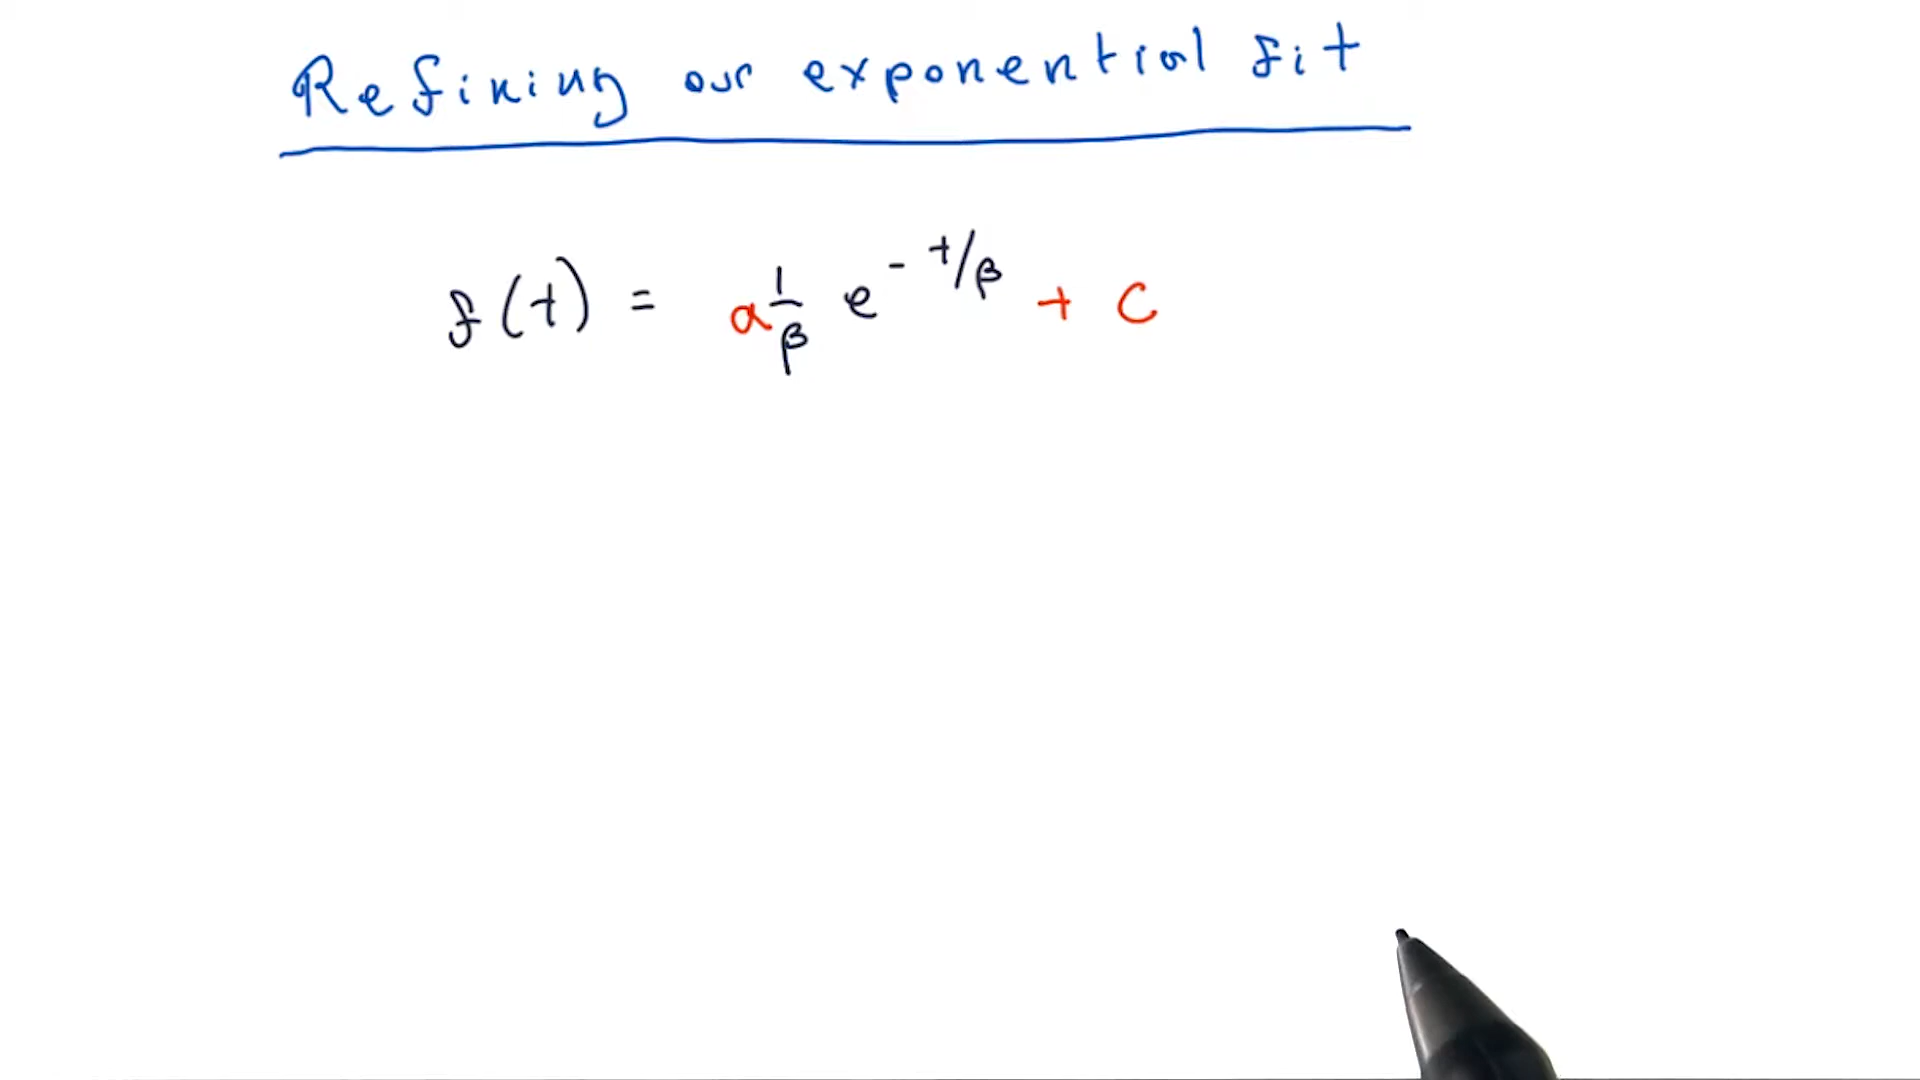 Refining our exponential fit
f(t) = a 1/β e^(-t/β) + c